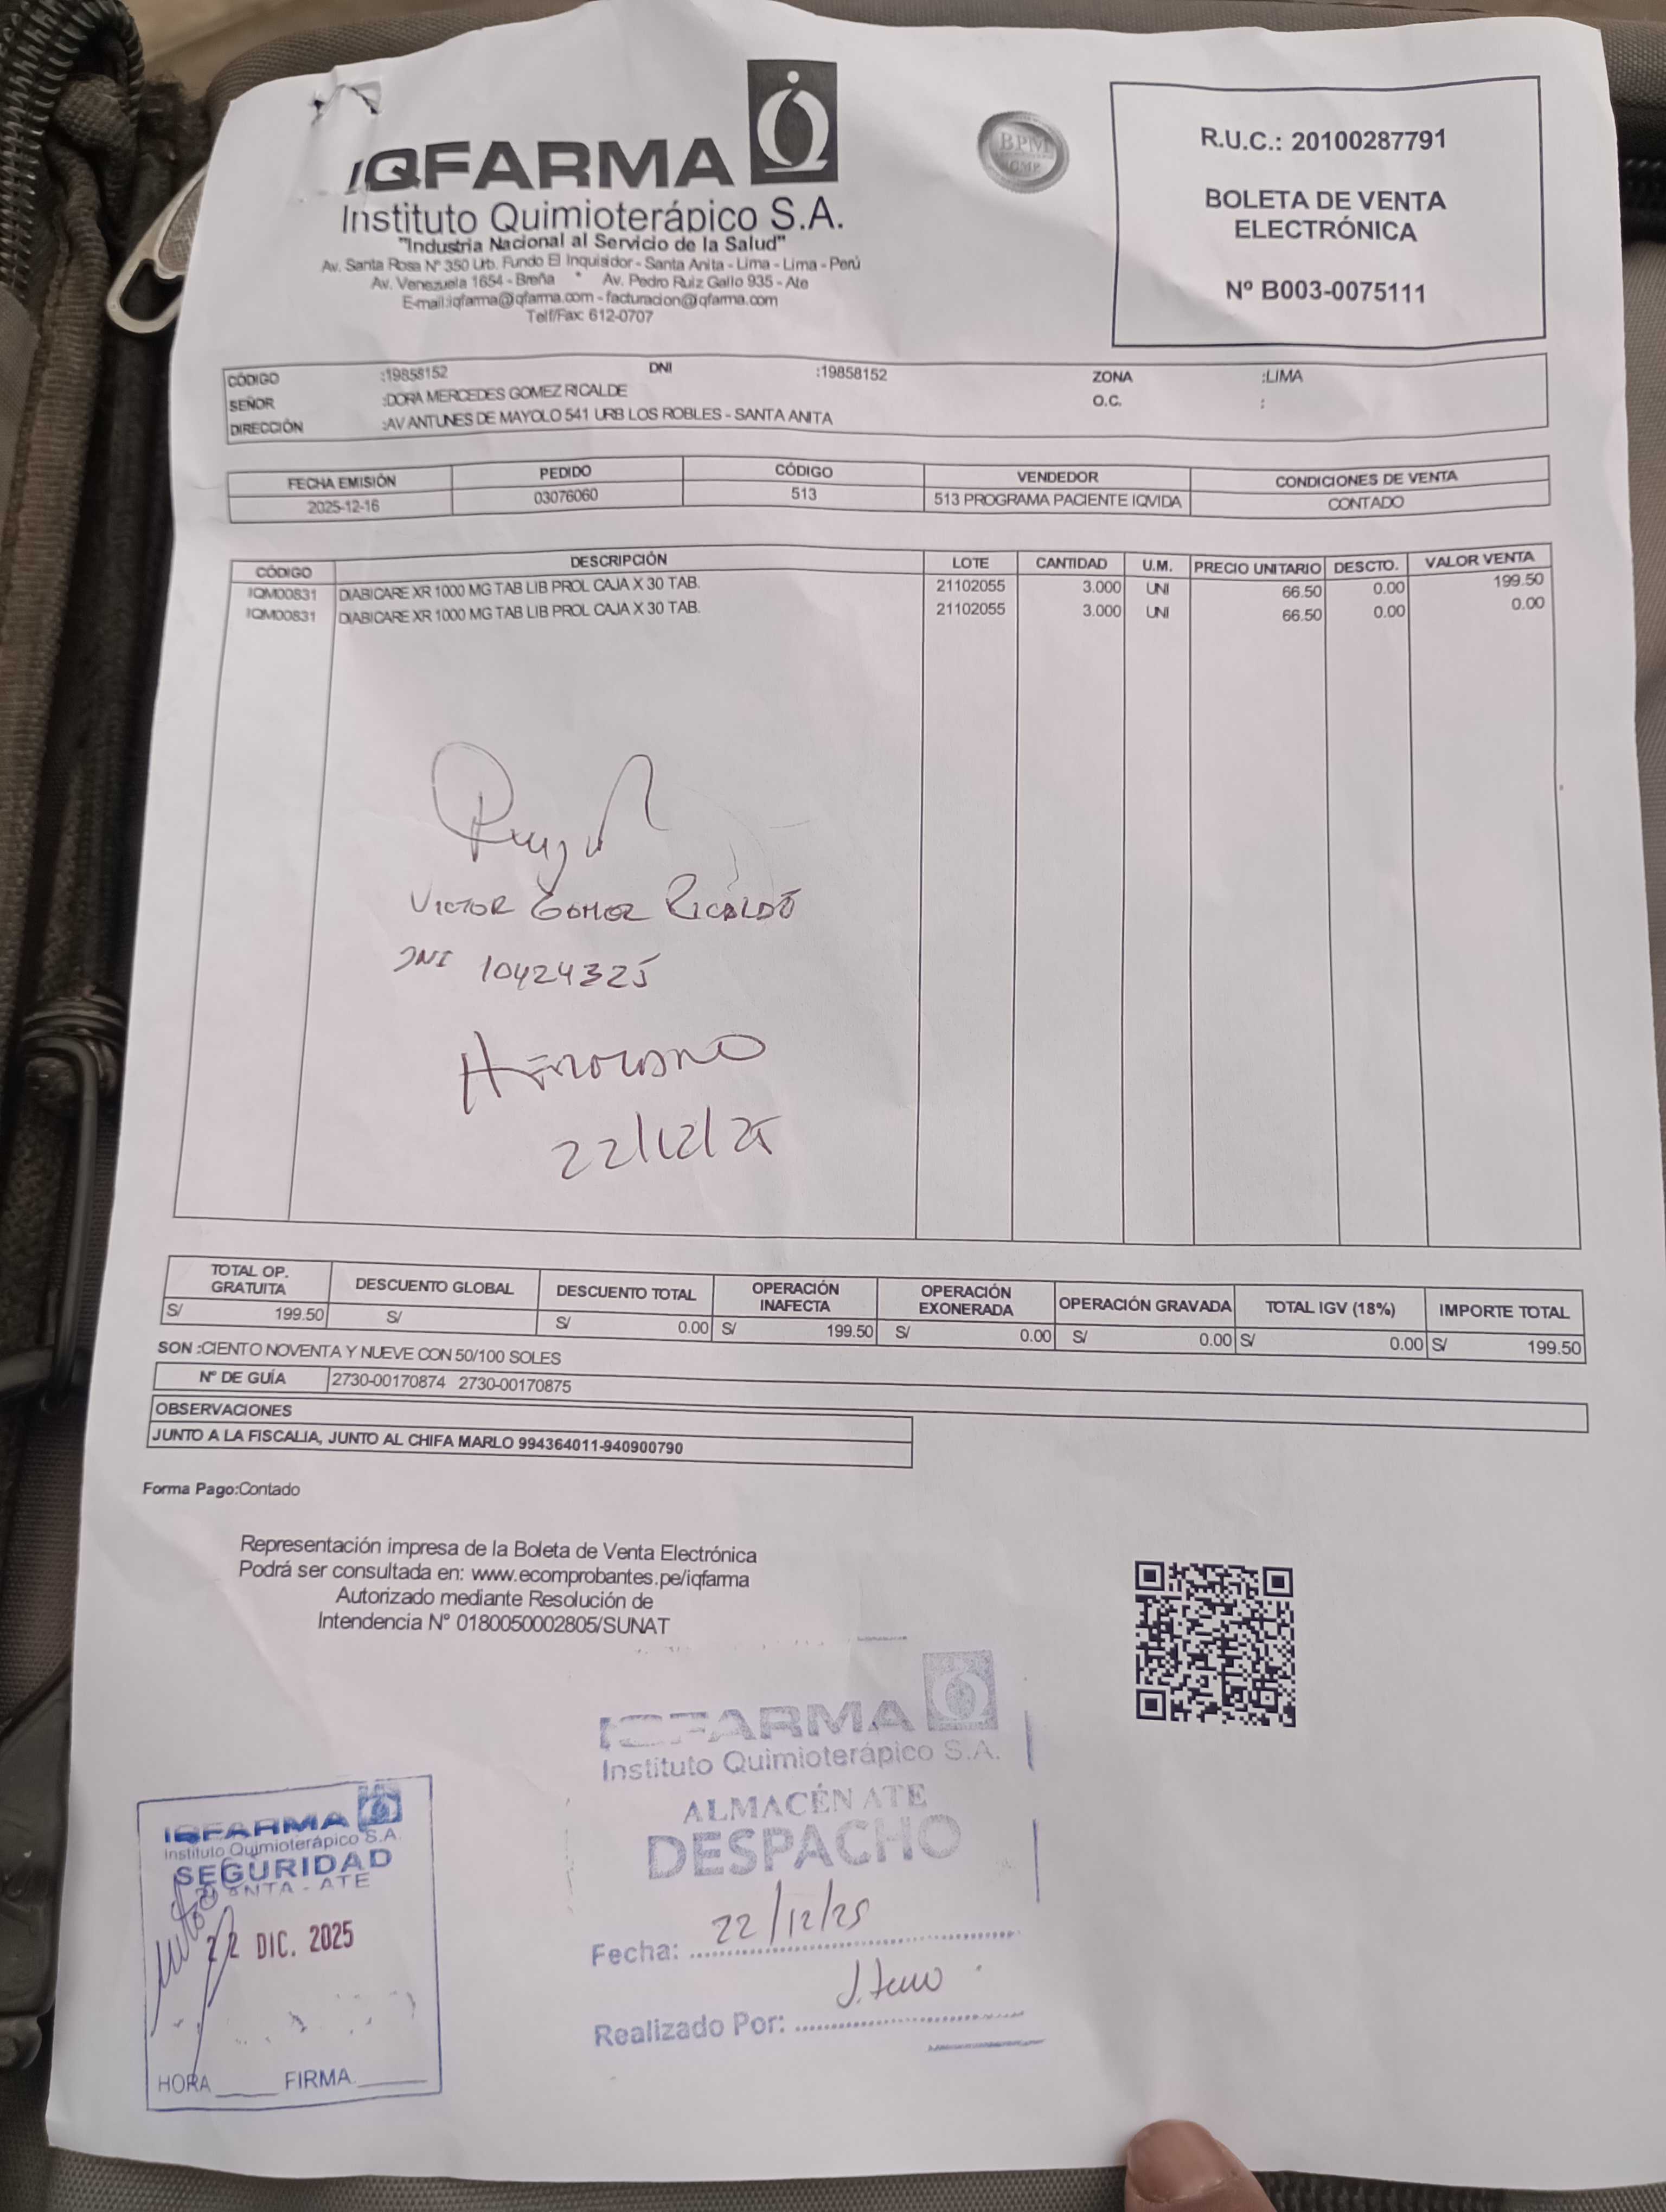 IQFARMA
Instituto Quimioterápico S.A.
"Industria Nacional al Servicio de la Salud"
Av. Santa Rosa N° 350 Urb. Fundo El Inquisidor - Santa Anita - Lima - Lima - Perú
Av. Venezuela 1654 - Breña * Av. Pedro Ruiz Gallo 935 - Ate
E-mail:iqfarma@qfarma.com - facturacion@iqfarma.com
Telf/Fax: 612-0707
BPM
R.U.C.: 20100287791
BOLETA DE VENTA
ELECTRÓNICA
Nº B003-0075111
CÓDIGO :19858152 DNI :19858152 ZONA :LIMA
SEÑOR :DORA MERCEDES GOMEZ RICALDE O.C. :
DIRECCIÓN :AV ANTUNES DE MAYOLO 541 URB LOS ROBLES - SANTA ANITA
FECHA EMISIÓN PEDIDO CÓDIGO VENDEDOR CONDICIONES DE VENTA
2025-12-16 03076060 513 513 PROGRAMA PACIENTE IQVIDA CONTADO
CÓDIGO DESCRIPCIÓN LOTE CANTIDAD U.M. PRECIO UNITARIO DESCTO. VALOR VENTA
IQM00831 DIABICARE XR 1000 MG TAB LIB PROL CAJA X 30 TAB. 21102055 3.000 UNI 66.50 0.00 199.50
IQM00831 DIABICARE XR 1000 MG TAB LIB PROL CAJA X 30 TAB. 21102055 3.000 UNI 66.50 0.00 0.00
VICTOR GOMEZ RICALDE
DNI 10424325
22/12/25
TOTAL OP. GRATUITA DESCUENTO GLOBAL DESCUENTO TOTAL OPERACIÓN INAFECTA OPERACIÓN EXONERADA OPERACIÓN GRAVADA TOTAL IGV (18%) IMPORTE TOTAL
S/ 199.50 S/ S/ 0.00 S/ 199.50 S/ 0.00 S/ 0.00 S/ 0.00 S/ 199.50
SON :CIENTO NOVENTA Y NUEVE CON 50/100 SOLES
Nº DE GUÍA 2730-00170874 2730-00170875
OBSERVACIONES
JUNTO A LA FISCALIA, JUNTO AL CHIFA MARLO 994364011-940900790
Forma Pago:Contado
Representación impresa de la Boleta de Venta Electrónica
Podrá ser consultada en: www.ecomprobantes.pe/iqfarma
Autorizado mediante Resolución de
Intendencia N° 0180050002805/SUNAT
IQFARMA
Instituto Quimioterápico S.A.
ALMACÉN ATE
DESPACHO
Fecha: 22/12/25
Realizado Por:
IQFARMA
Instituto Quimioterápico S.A.
SEGURIDAD
PLANTA - ATE
22 DIC. 2025
HORA FIRMA